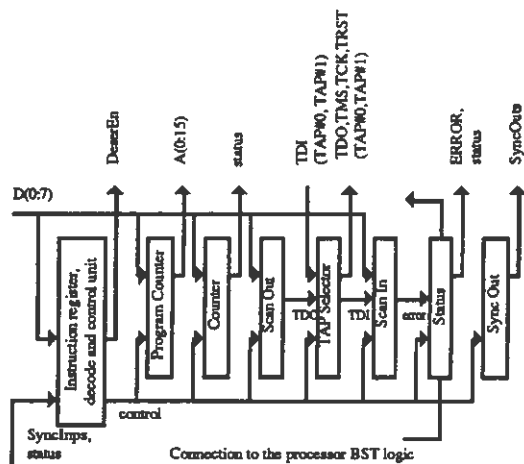 DeserEn
A(0:15)
status
TDI
(TAP#0, TAP#1)
TDO,TMS,TCK,TRST
(TAP#0,TAP#1)
ERROR,
status
SyncOuts
D(0:7)
Instruction register,
decode and control unit
Program Counter
Counter
Scan Out
TDO
TAP Selector
TDI
Scan In
error
Status
Sync Out
control
SyncInps,
status
Connection to the processor BST logic